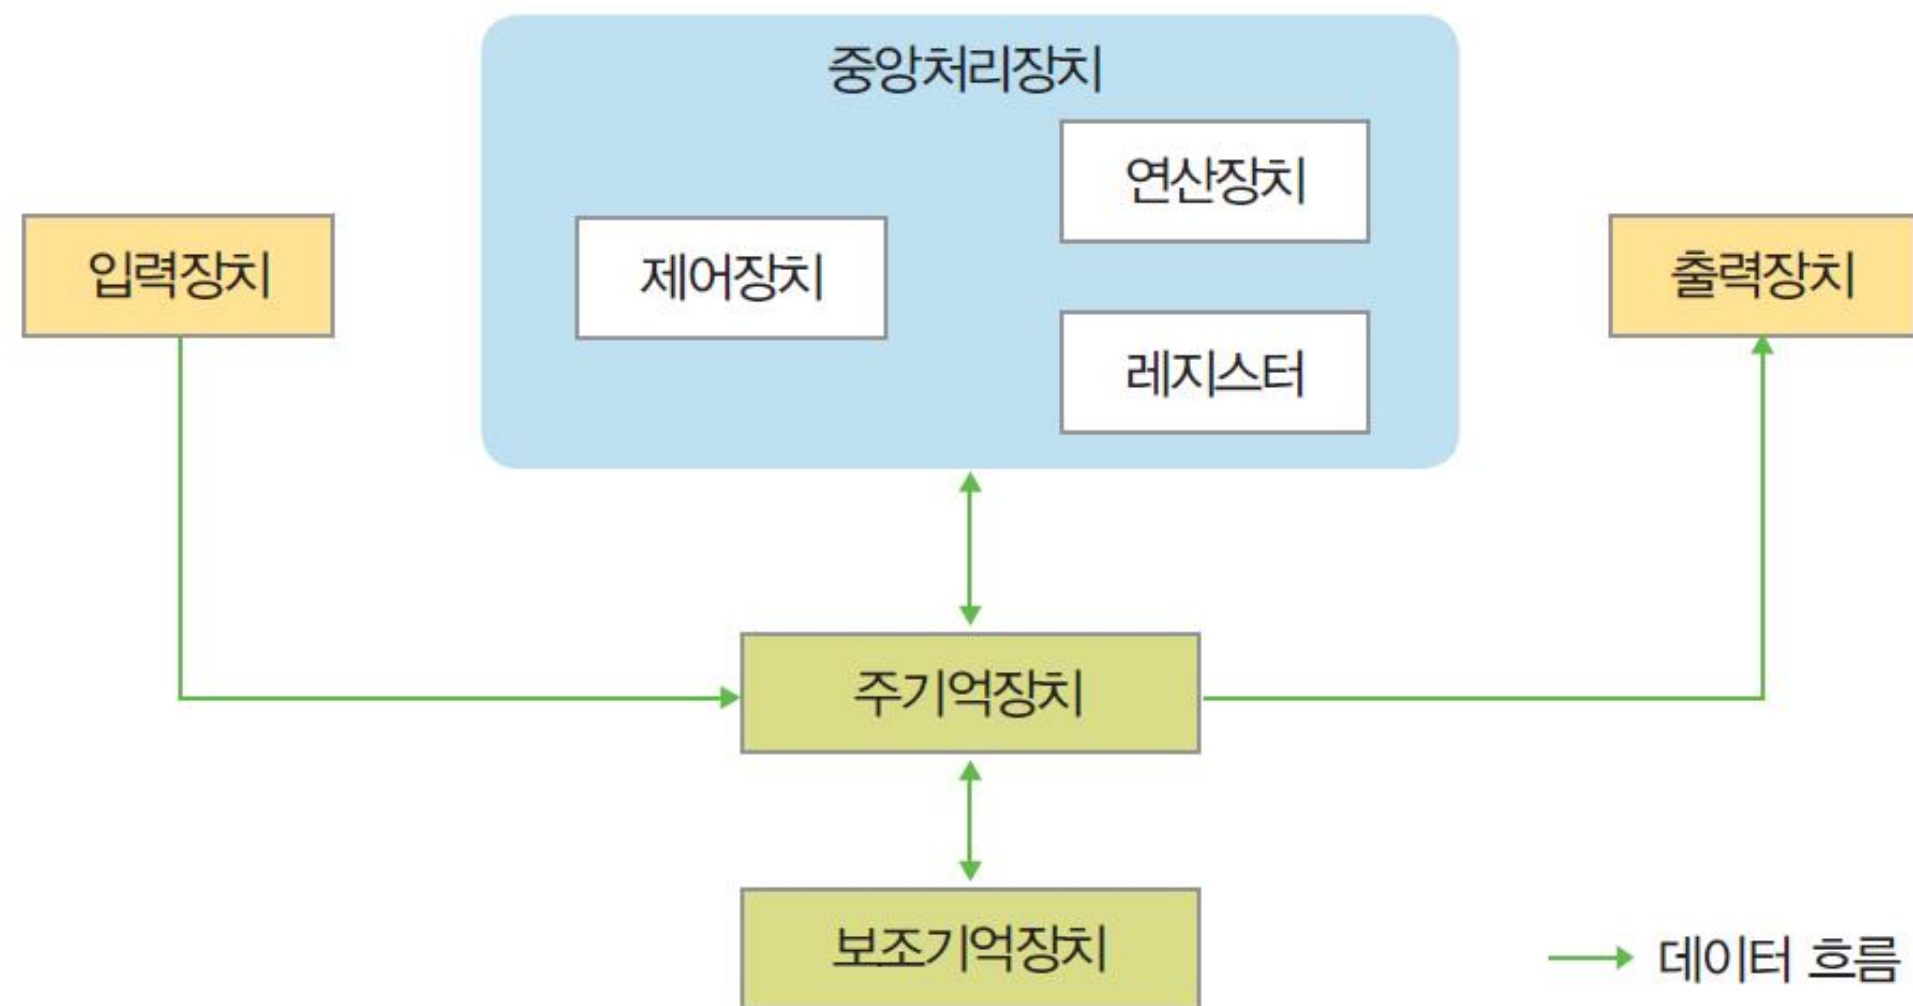 중앙처리장치
연산장치
입력장치
제어장치
출력장치
레지스터
주기억장치
보조기억장치
데이터 흐름